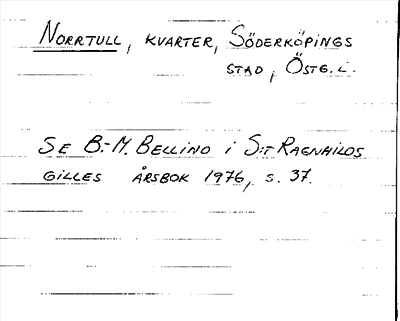 NORRTULL, KVARTER, SÖDERKÖPINGS
STAD, ÖSTG. L.
SE B.-M. BELLINO i S:T RAGNHILDS
GILLES ÅRSBOK 1976, S. 37.